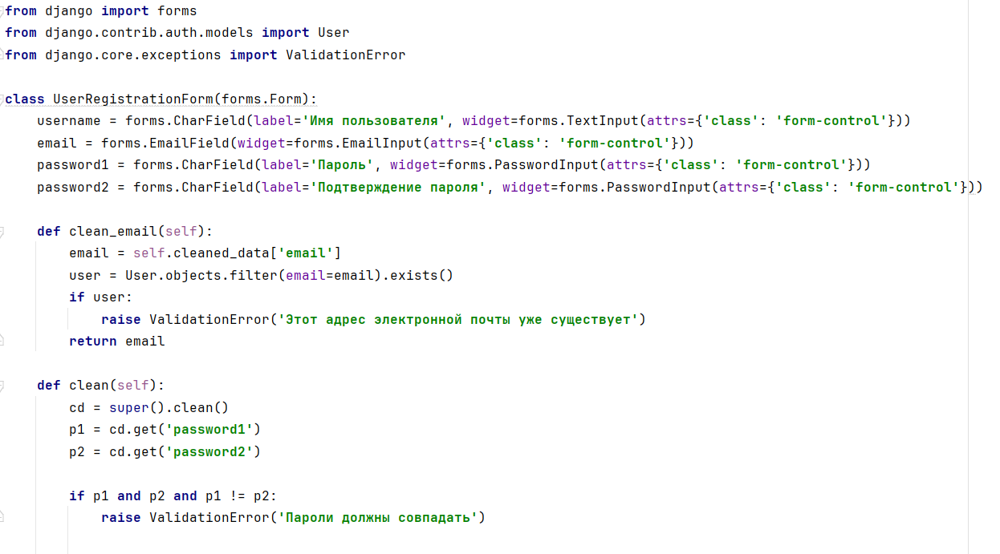 from django import forms
from django.contrib.auth.models import User
from django.core.exceptions import ValidationError
class UserRegistrationForm(forms.Form):
    username = forms.CharField(label='Имя пользователя', widget=forms.TextInput(attrs={'class': 'form-control'}))
    email = forms.EmailField(widget=forms.EmailInput(attrs={'class': 'form-control'}))
    password1 = forms.CharField(label='Пароль', widget=forms.PasswordInput(attrs={'class': 'form-control'}))
    password2 = forms.CharField(label='Подтверждение пароля', widget=forms.PasswordInput(attrs={'class': 'form-control'}))
    def clean_email(self):
        email = self.cleaned_data['email']
        user = User.objects.filter(email=email).exists()
        if user:
            raise ValidationError('Этот адрес электронной почты уже существует')
        return email
    def clean(self):
        cd = super().clean()
        p1 = cd.get('password1')
        p2 = cd.get('password2')
        if p1 and p2 and p1 != p2:
            raise ValidationError('Пароли должны совпадать')